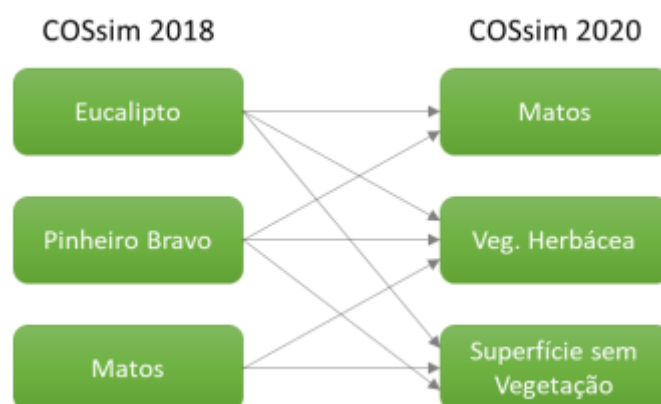 COSsim 2018
COSsim 2020
Eucalipto
Matos
Pinheiro Bravo
Veg. Herbácea
Matos
Superfície sem
Vegetação